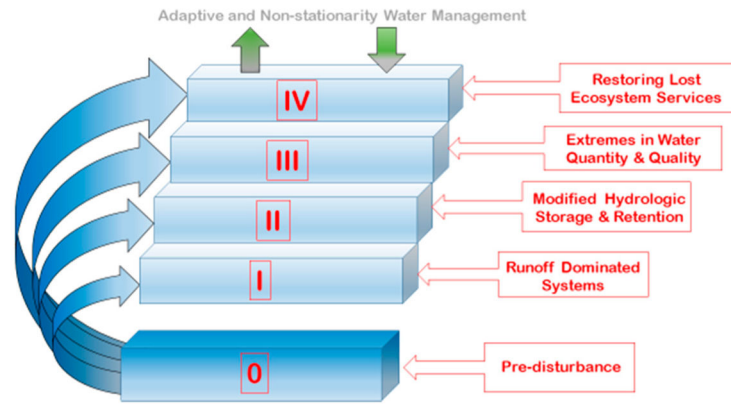 Adaptive and Non-stationarity Water Management
IV
Restoring Lost
Ecosystem Services
III
Extremes in Water
Quantity & Quality
II
Modified Hydrologic
Storage & Retention
I
Runoff Dominated
Systems
0
Pre-disturbance